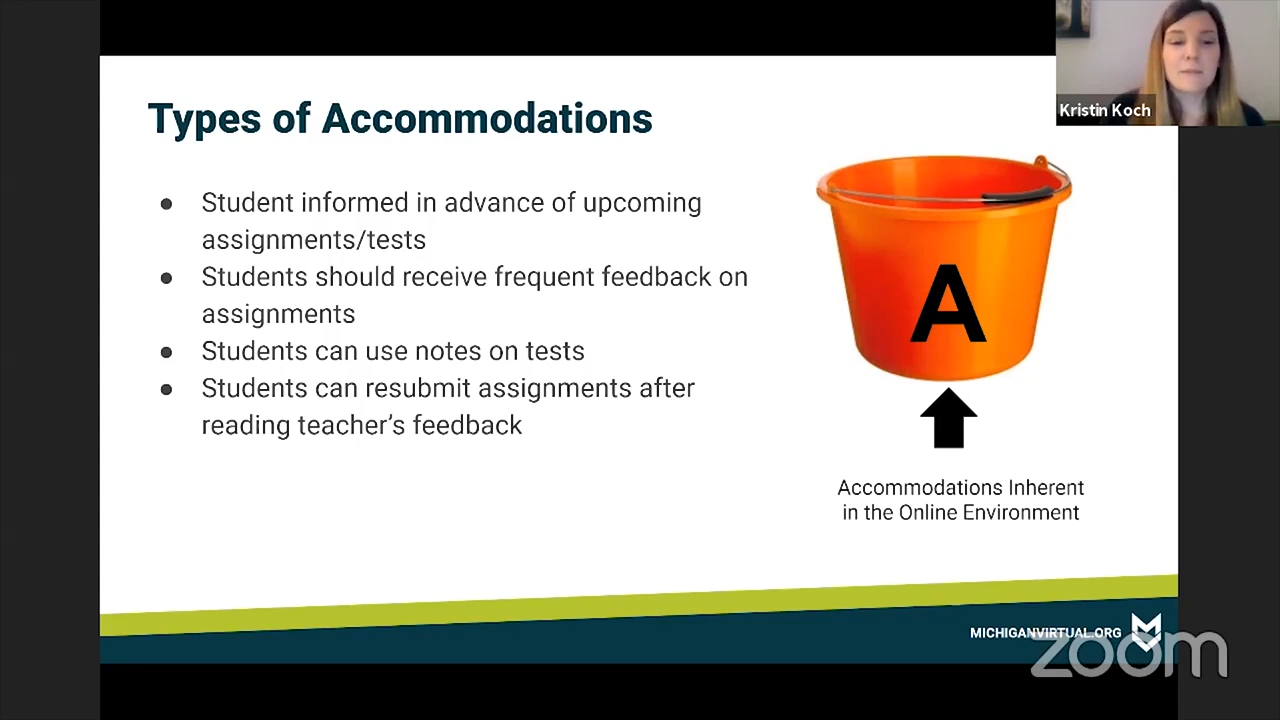 Kristin Koch
Types of Accommodations
● Student informed in advance of upcoming
assignments/tests
● Students should receive frequent feedback on
assignments
● Students can use notes on tests
● Students can resubmit assignments after
reading teacher’s feedback
A
Accommodations Inherent
in the Online Environment
MICHIGANVIRTUAL.ORG
zoom